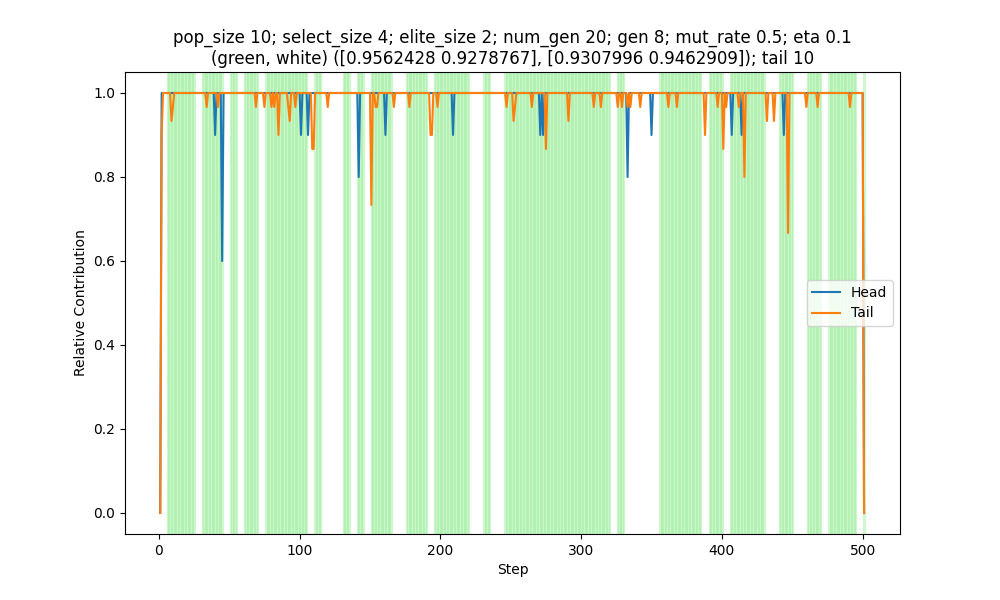 pop_size 10; select_size 4; elite_size 2; num_gen 20; gen 8; mut_rate 0.5; eta 0.1
(green, white) ([0.9562428 0.9278767], [0.9307996 0.9462909]); tail 10
1.0
0.8
0.6
0.4
0.2
0.0
Relative Contribution
Head
Tail
0 100 200 300 400 500
Step